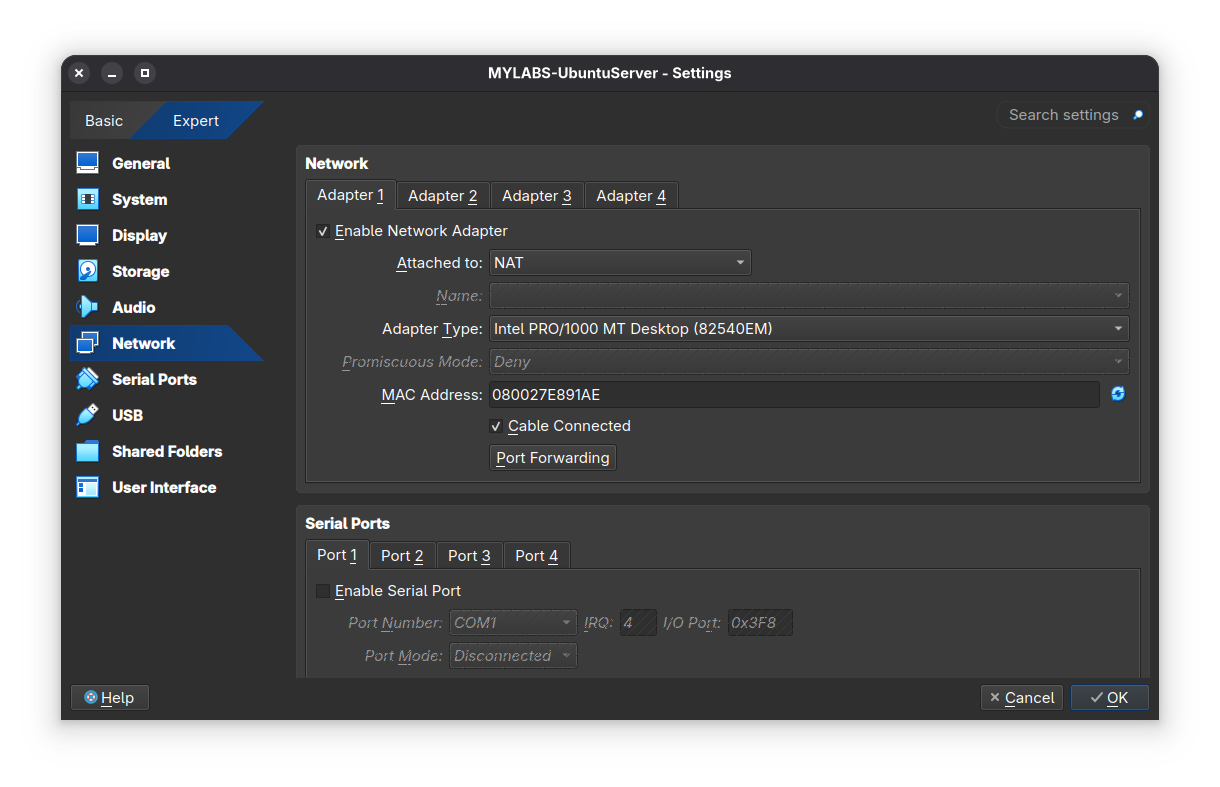 MYLABS-UbuntuServer - Settings
Basic Expert Search settings
General
System
Display
Storage
Audio
Network
Serial Ports
USB
Shared Folders
User Interface
Network
Adapter 1 Adapter 2 Adapter 3 Adapter 4
Enable Network Adapter
Attached to: NAT
Name:
Adapter Type: Intel PRO/1000 MT Desktop (82540EM)
Promiscuous Mode: Deny
MAC Address: 080027E891AE
Cable Connected
Port Forwarding
Serial Ports
Port 1 Port 2 Port 3 Port 4
Enable Serial Port
Port Number: COM1 IRQ: 4 I/O Port: 0x3F8
Port Mode: Disconnected
Help Cancel OK